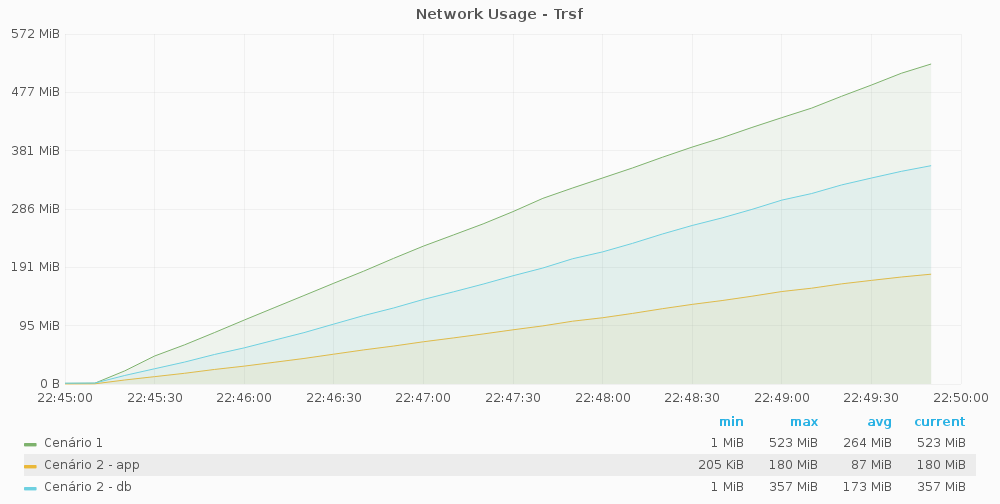 Network Usage - Trsf
572 MiB
477 MiB
381 MiB
286 MiB
191 MiB
95 MiB
0 B
22:45:00 22:45:30 22:46:00 22:46:30 22:47:00 22:47:30 22:48:00 22:48:30 22:49:00 22:49:30 22:50:00
min max avg current
Cenário 1 1 MiB 523 MiB 264 MiB 523 MiB
Cenário 2 - app 205 KiB 180 MiB 87 MiB 180 MiB
Cenário 2 - db 1 MiB 357 MiB 173 MiB 357 MiB